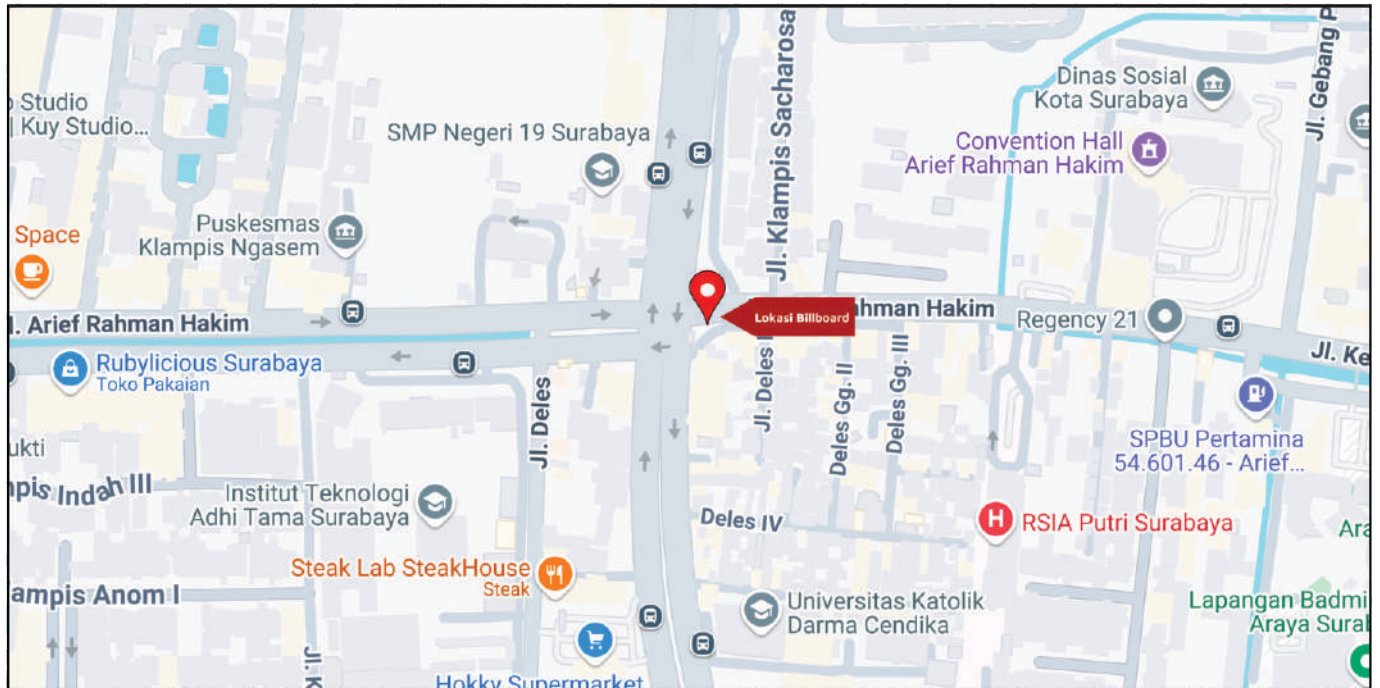 Studio
Kuy Studio...
SMP Negeri 19 Surabaya
Jl. Klampis Sacharosa
Dinas Sosial
Kota Surabaya
Convention Hall
Arief Rahman Hakim
Jl. Gebang P
Space
Puskesmas
Klampis Ngasem
l. Arief Rahman Hakim
Lokasi Billboard
ahman Hakim
Regency 21
Jl. Ke
Rubylicious Surabaya
Toko Pakaian
Jl. Deles
Jl. Deles
Deles Gg. II
Deles Gg. III
SPBU Pertamina
54.601.46 - Arief...
ukti
mpis Indah III
Institut Teknologi
Adhi Tama Surabaya
Deles IV
H
RSIA Putri Surabaya
Ara
Steak Lab SteakHouse
Steak
ampis Anom I
Universitas Katolik
Darma Cendika
Lapangan Badmi
Araya Sural
Jl. K
Hokky Supermarket